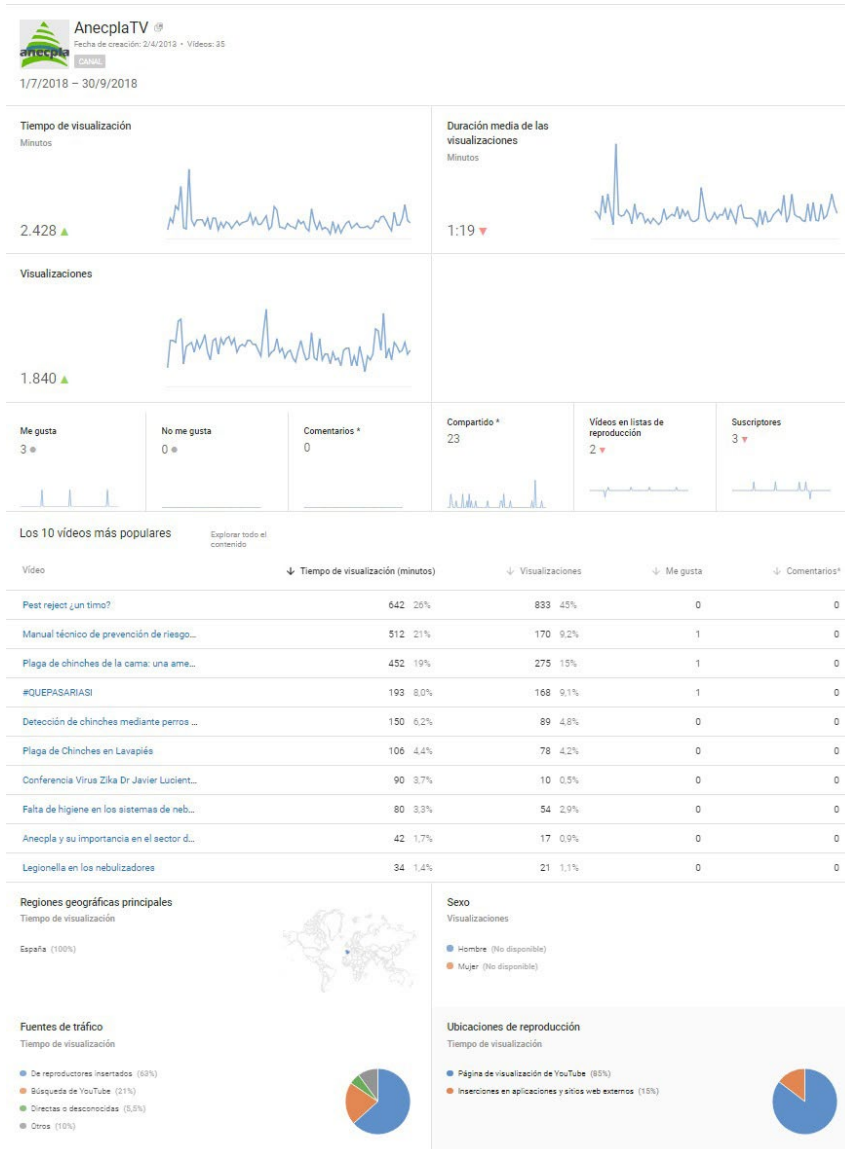 anecpla
AnecplaTV
Fecha de creación: 2/4/2013 • Vídeos: 35
CANAL
1/7/2018 – 30/9/2018
Tiempo de visualización
Minutos
2.428
Duración media de las
visualizaciones
Minutos
1:19
Visualizaciones
1.840
Me gusta
3
No me gusta
0
Comentarios *
0
Compartido *
23
Vídeos en listas de
reproducción
2
Suscriptores
3
Los 10 vídeos más populares
Explorar todo el
contenido
Vídeo Tiempo de visualización (minutos) Visualizaciones Me gusta Comentarios*
Pest reject ¿un timo? 642 26% 833 45% 0 0
Manual técnico de prevención de riesgo... 512 21% 170 9,2% 1 0
Plaga de chinches de la cama: una ame... 452 19% 275 15% 1 0
#QUEPASARIASI 193 8,0% 168 9,1% 1 0
Detección de chinches mediante perros ... 150 6,2% 89 4,8% 0 0
Plaga de Chinches en Lavapiés 106 4,4% 78 4,2% 0 0
Conferencia Virus Zika Dr Javier Lucient... 90 3,7% 10 0,5% 0 0
Falta de higiene en los sistemas de neb... 80 3,3% 54 2,9% 0 0
Anecpla y su importancia en el sector d... 42 1,7% 17 0,9% 0 0
Legionella en los nebulizadores 34 1,4% 21 1,1% 0 0
Regiones geográficas principales
Tiempo de visualización
España (100%)
Sexo
Visualizaciones
Hombre (No disponible)
Mujer (No disponible)
Fuentes de tráfico
Tiempo de visualización
De reproductores insertados (63%)
Búsqueda de YouTube (21%)
Directas o desconocidas (5,5%)
Otros (10%)
Ubicaciones de reproducción
Tiempo de visualización
Página de visualización de YouTube (85%)
Inserciones en aplicaciones y sitios web externos (15%)